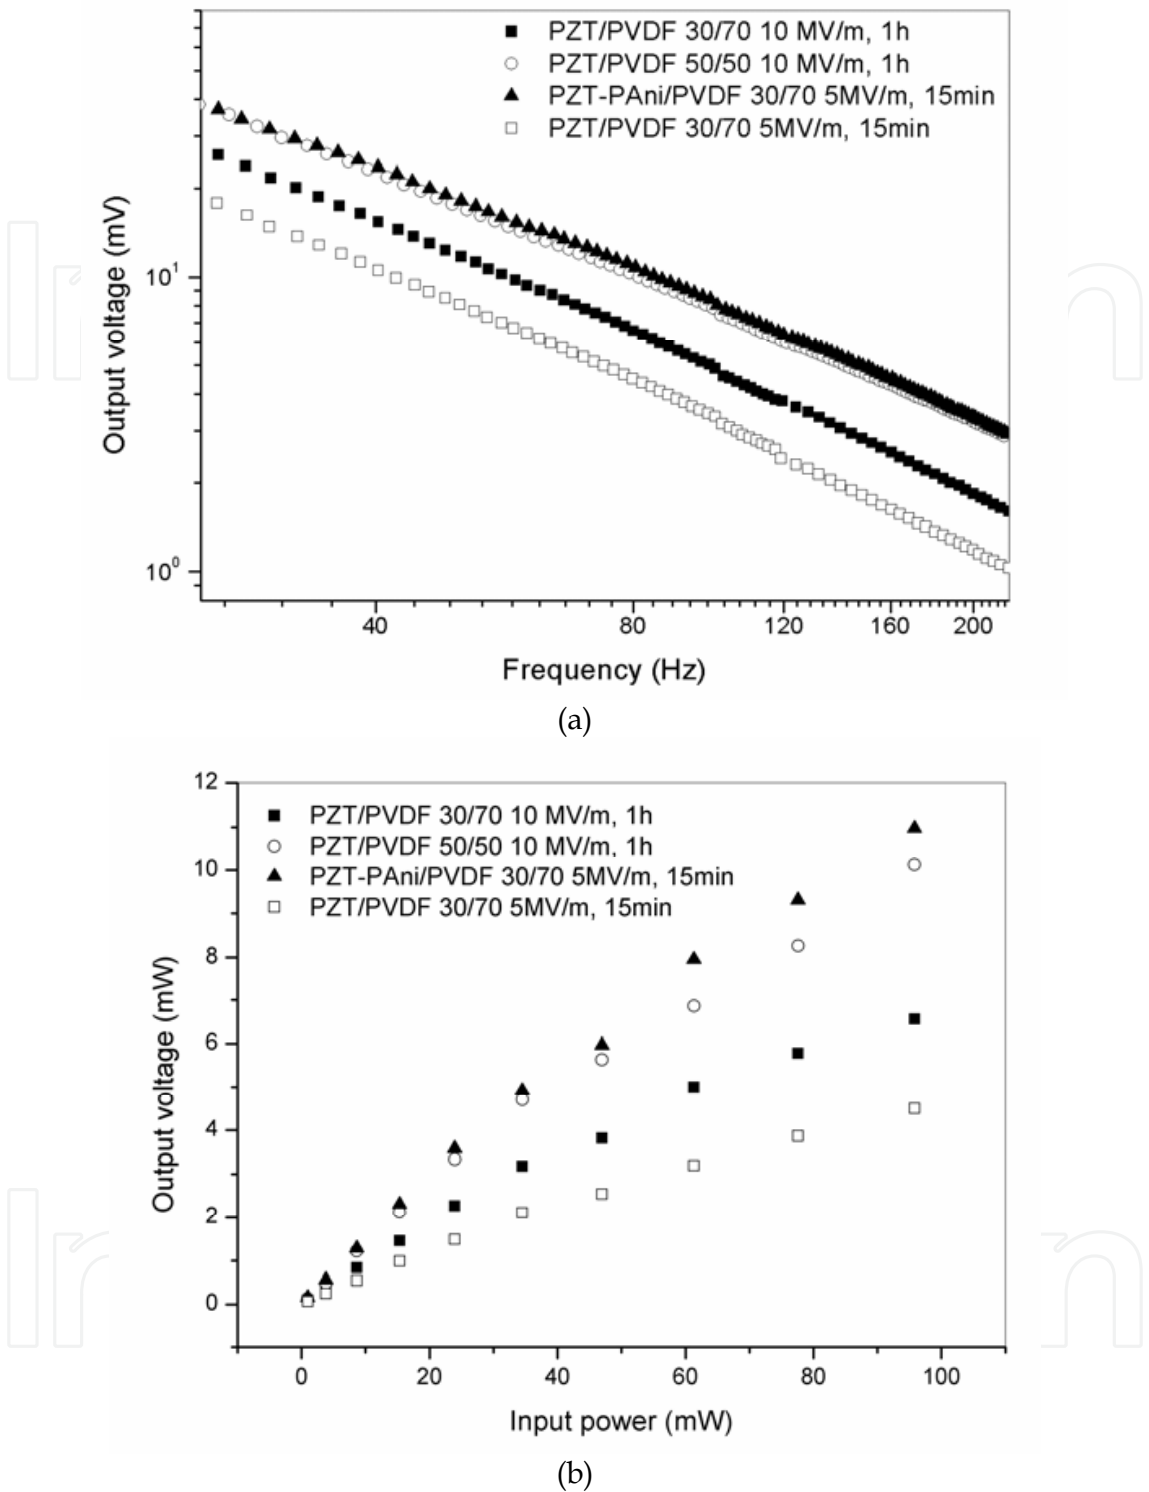 PZT/PVDF 30/70 10 MV/m, 1h
PZT/PVDF 50/50 10 MV/m, 1h
PZT-PAni/PVDF 30/70 5MV/m, 15min
PZT/PVDF 30/70 5MV/m, 15min
Output voltage (mV)
10¹
10⁰
40 80 120 160 200
Frequency (Hz)
(a)
PZT/PVDF 30/70 10 MV/m, 1h
PZT/PVDF 50/50 10 MV/m, 1h
PZT-PAni/PVDF 30/70 5MV/m, 15min
PZT/PVDF 30/70 5MV/m, 15min
Output voltage (mW)
12
10
8
6
4
2
0
0 20 40 60 80 100
Input power (mW)
(b)